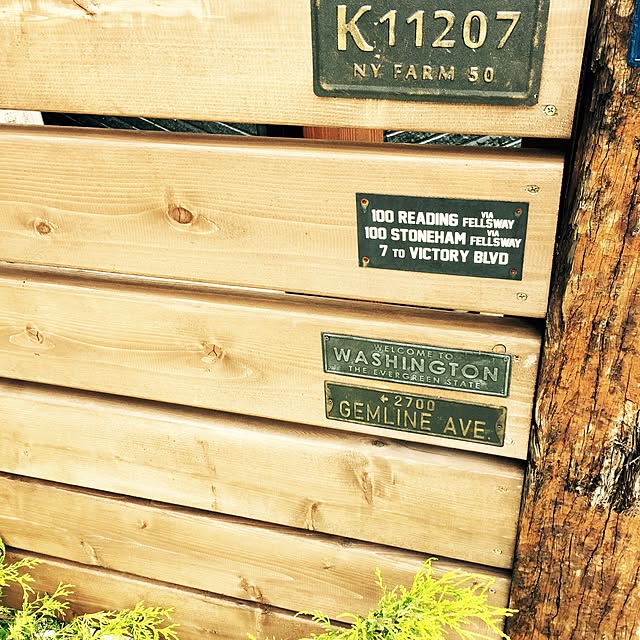 K11207
NY FARM 50
100 READING VIA FELLSWAY
100 STONEHAM VIA FELLSWAY
7 TO VICTORY BLVD
WELCOME TO
WASHINGTON
THE EVERGREEN STATE
←2700
GEMLINE AVE.